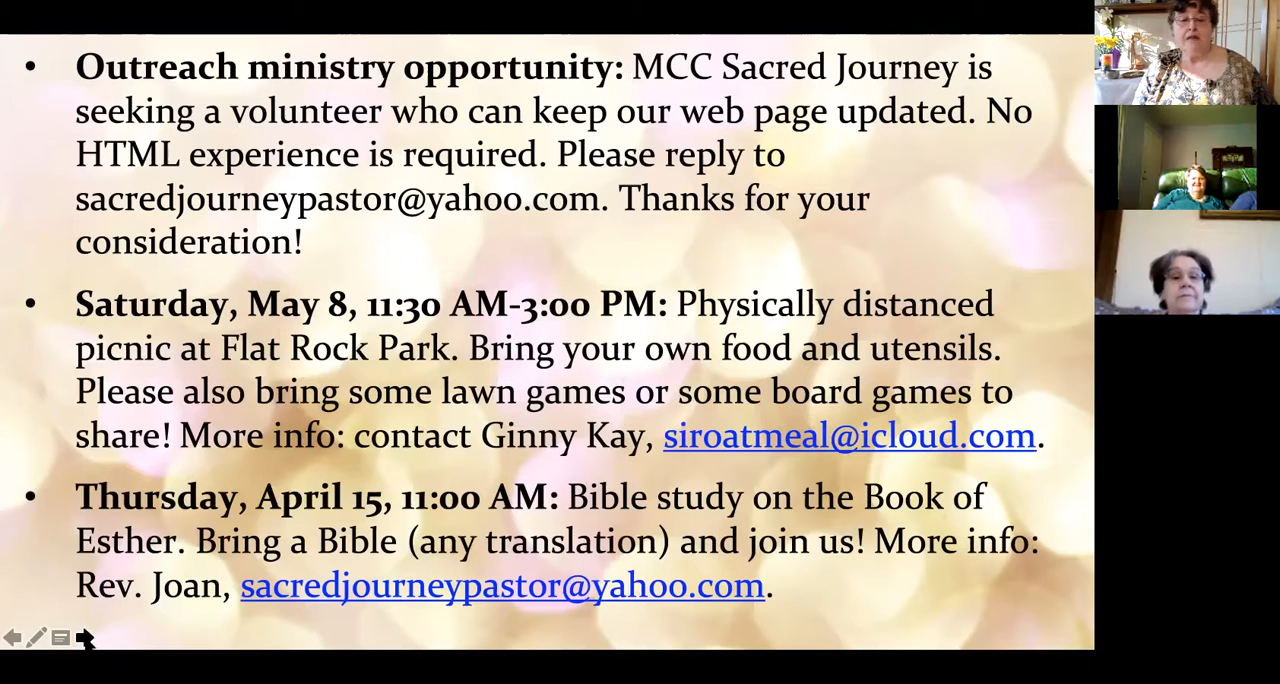 • Outreach ministry opportunity: MCC Sacred Journey is
seeking a volunteer who can keep our web page updated. No
HTML experience is required. Please reply to
sacredjourneypastor@yahoo.com. Thanks for your
consideration!
• Saturday, May 8, 11:30 AM-3:00 PM: Physically distanced
picnic at Flat Rock Park. Bring your own food and utensils.
Please also bring some lawn games or some board games to
share! More info: contact Ginny Kay, siroatmeal@icloud.com.
• Thursday, April 15, 11:00 AM: Bible study on the Book of
Esther. Bring a Bible (any translation) and join us! More info:
Rev. Joan, sacredjourneypastor@yahoo.com.